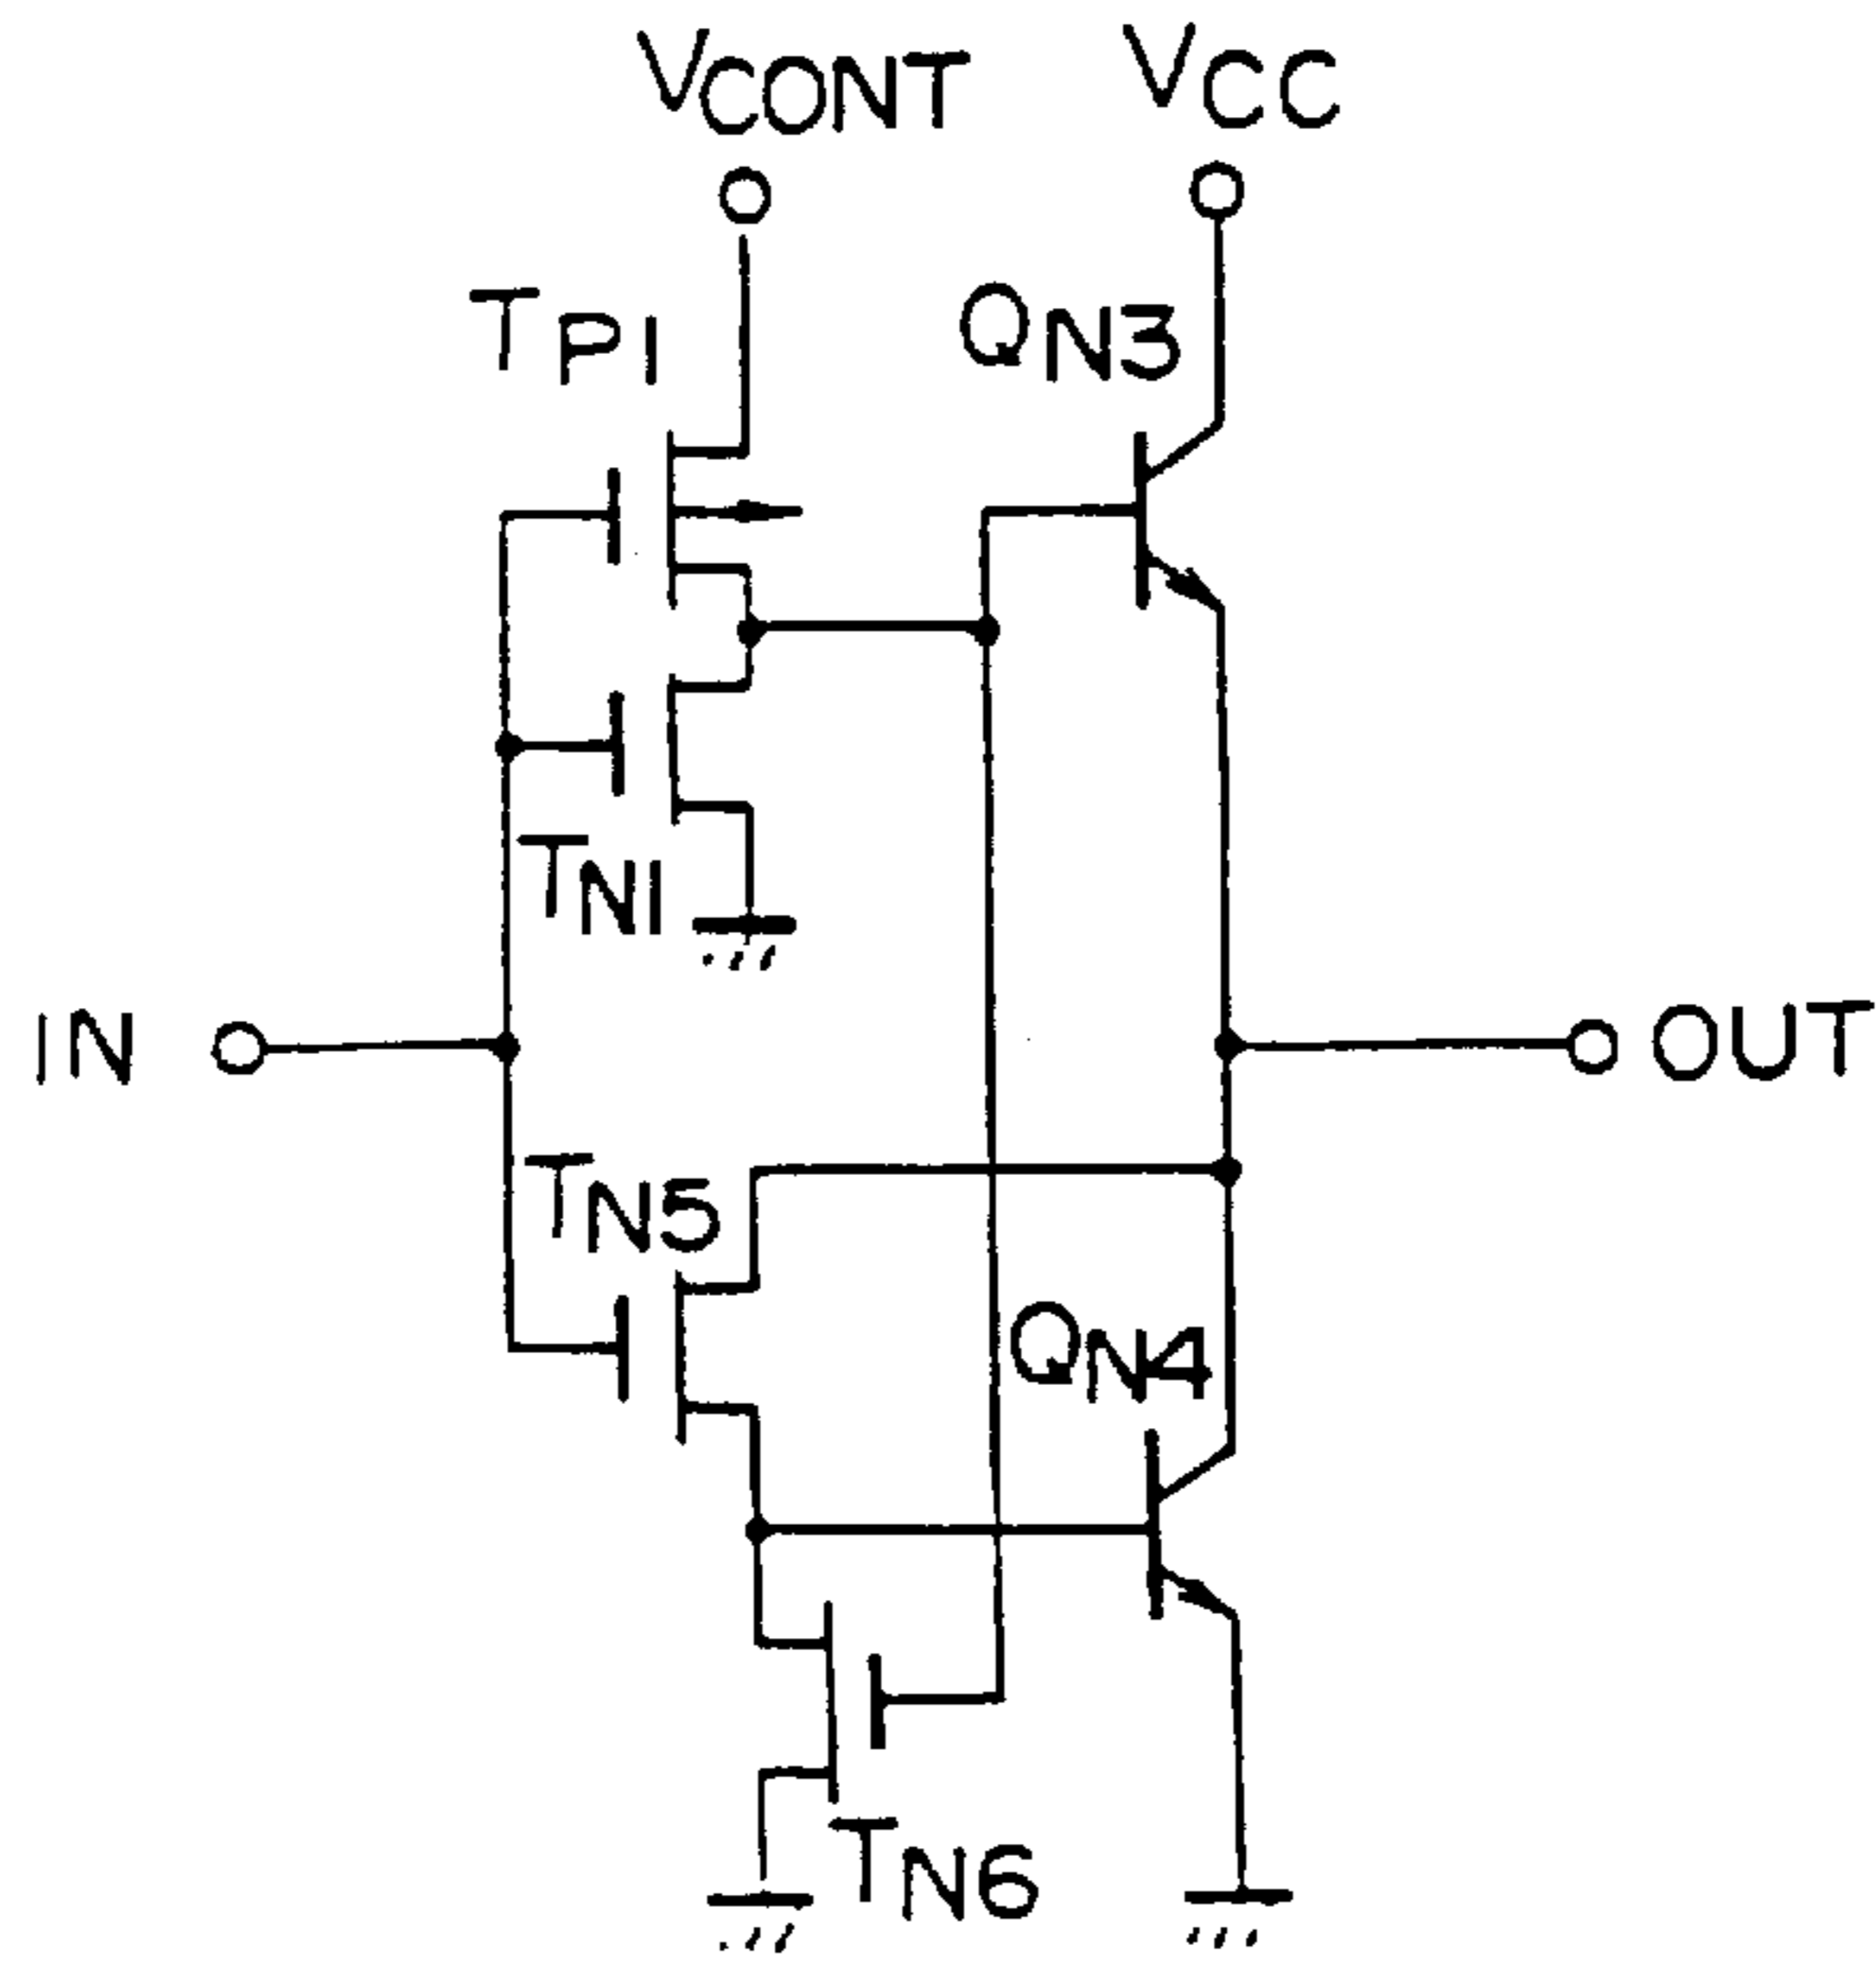 VCONT
VCC
TP1
QN3
TN1
IN
OUT
TN5
QN4
TN6